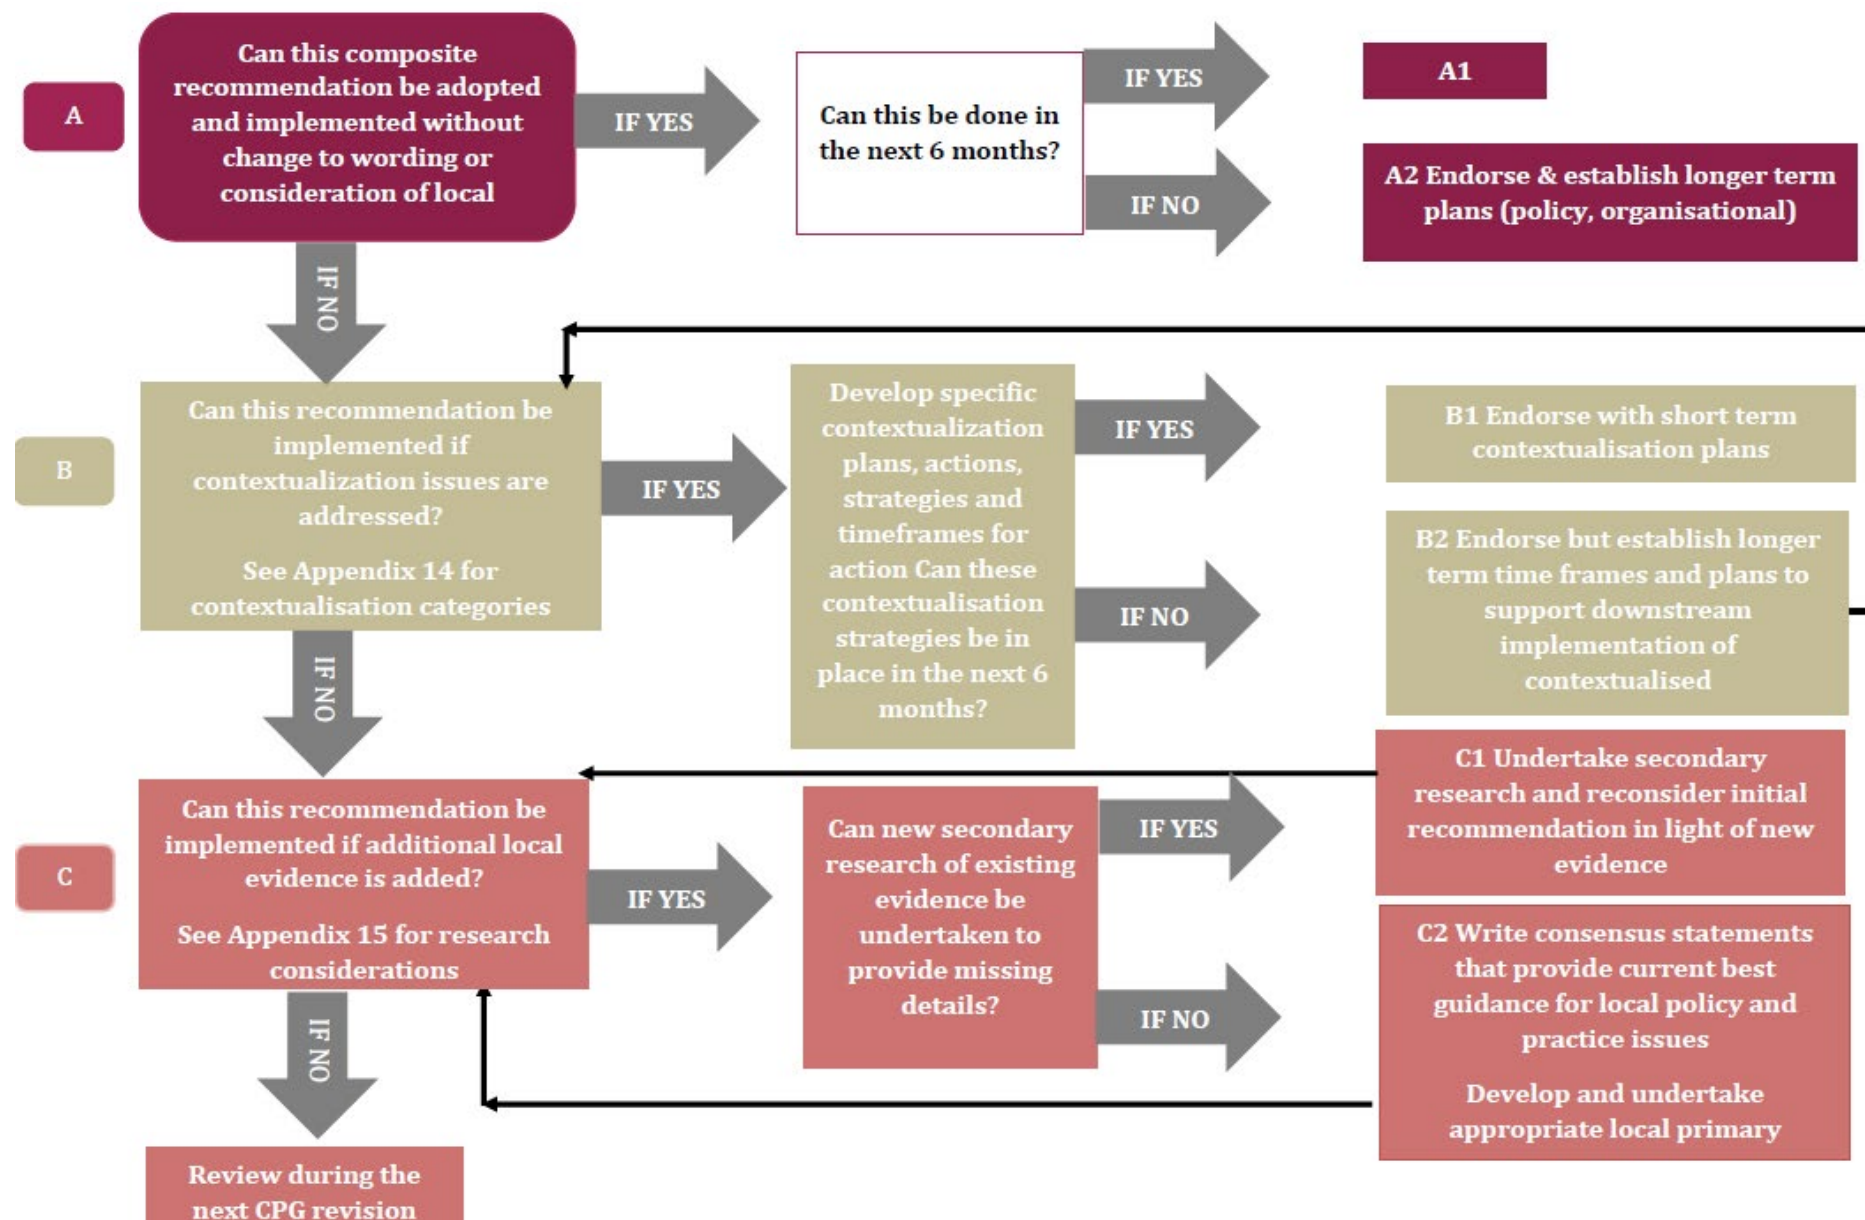 A
Can this composite
recommendation be adopted
and implemented without
change to wording or
consideration of local
IF YES
Can this be done in
the next 6 months?
IF YES
A1
IF NO
A2 Endorse & establish longer term
plans (policy, organisational)
IF NO
B
Can this recommendation be
implemented if
contextualization issues are
addressed?
See Appendix 14 for
contextualisation categories
IF YES
Develop specific
contextualization
plans, actions,
strategies and
timeframes for
action Can these
contextualisation
strategies be in
place in the next 6
months?
IF YES
B1 Endorse with short term
contextualisation plans
IF NO
B2 Endorse but establish longer
term time frames and plans to
support downstream
implementation of
contextualised
IF NO
C
Can this recommendation be
implemented if additional local
evidence is added?
See Appendix 15 for research
considerations
IF YES
Can new secondary
research of existing
evidence be
undertaken to
provide missing
details?
IF YES
C1 Undertake secondary
research and reconsider initial
recommendation in light of new
evidence
IF NO
C2 Write consensus statements
that provide current best
guidance for local policy and
practice issues
Develop and undertake
appropriate local primary
IF NO
Review during the
next CPG revision